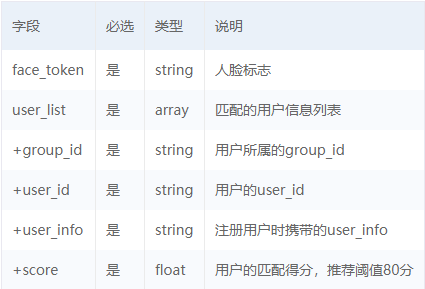 字段 必选 类型 说明
face_token 是 string 人脸标志
user_list 是 array 匹配的用户信息列表
+group_id 是 string 用户所属的group_id
+user_id 是 string 用户的user_id
+user_info 是 string 注册用户时携带的user_info
+score 是 float 用户的匹配得分，推荐阈值80分